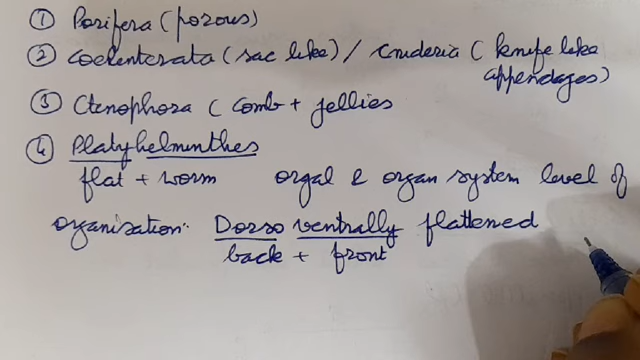 ① Porifera (porous)
② Coelenterata (sac like) / Cnideria ( knife like
appendages)
③ Ctenophora ( Comb + jellies
④ Platyhelminthes
flat + worm orgal & organ system level of
organisation. Dorso ventrally flattened
back + front